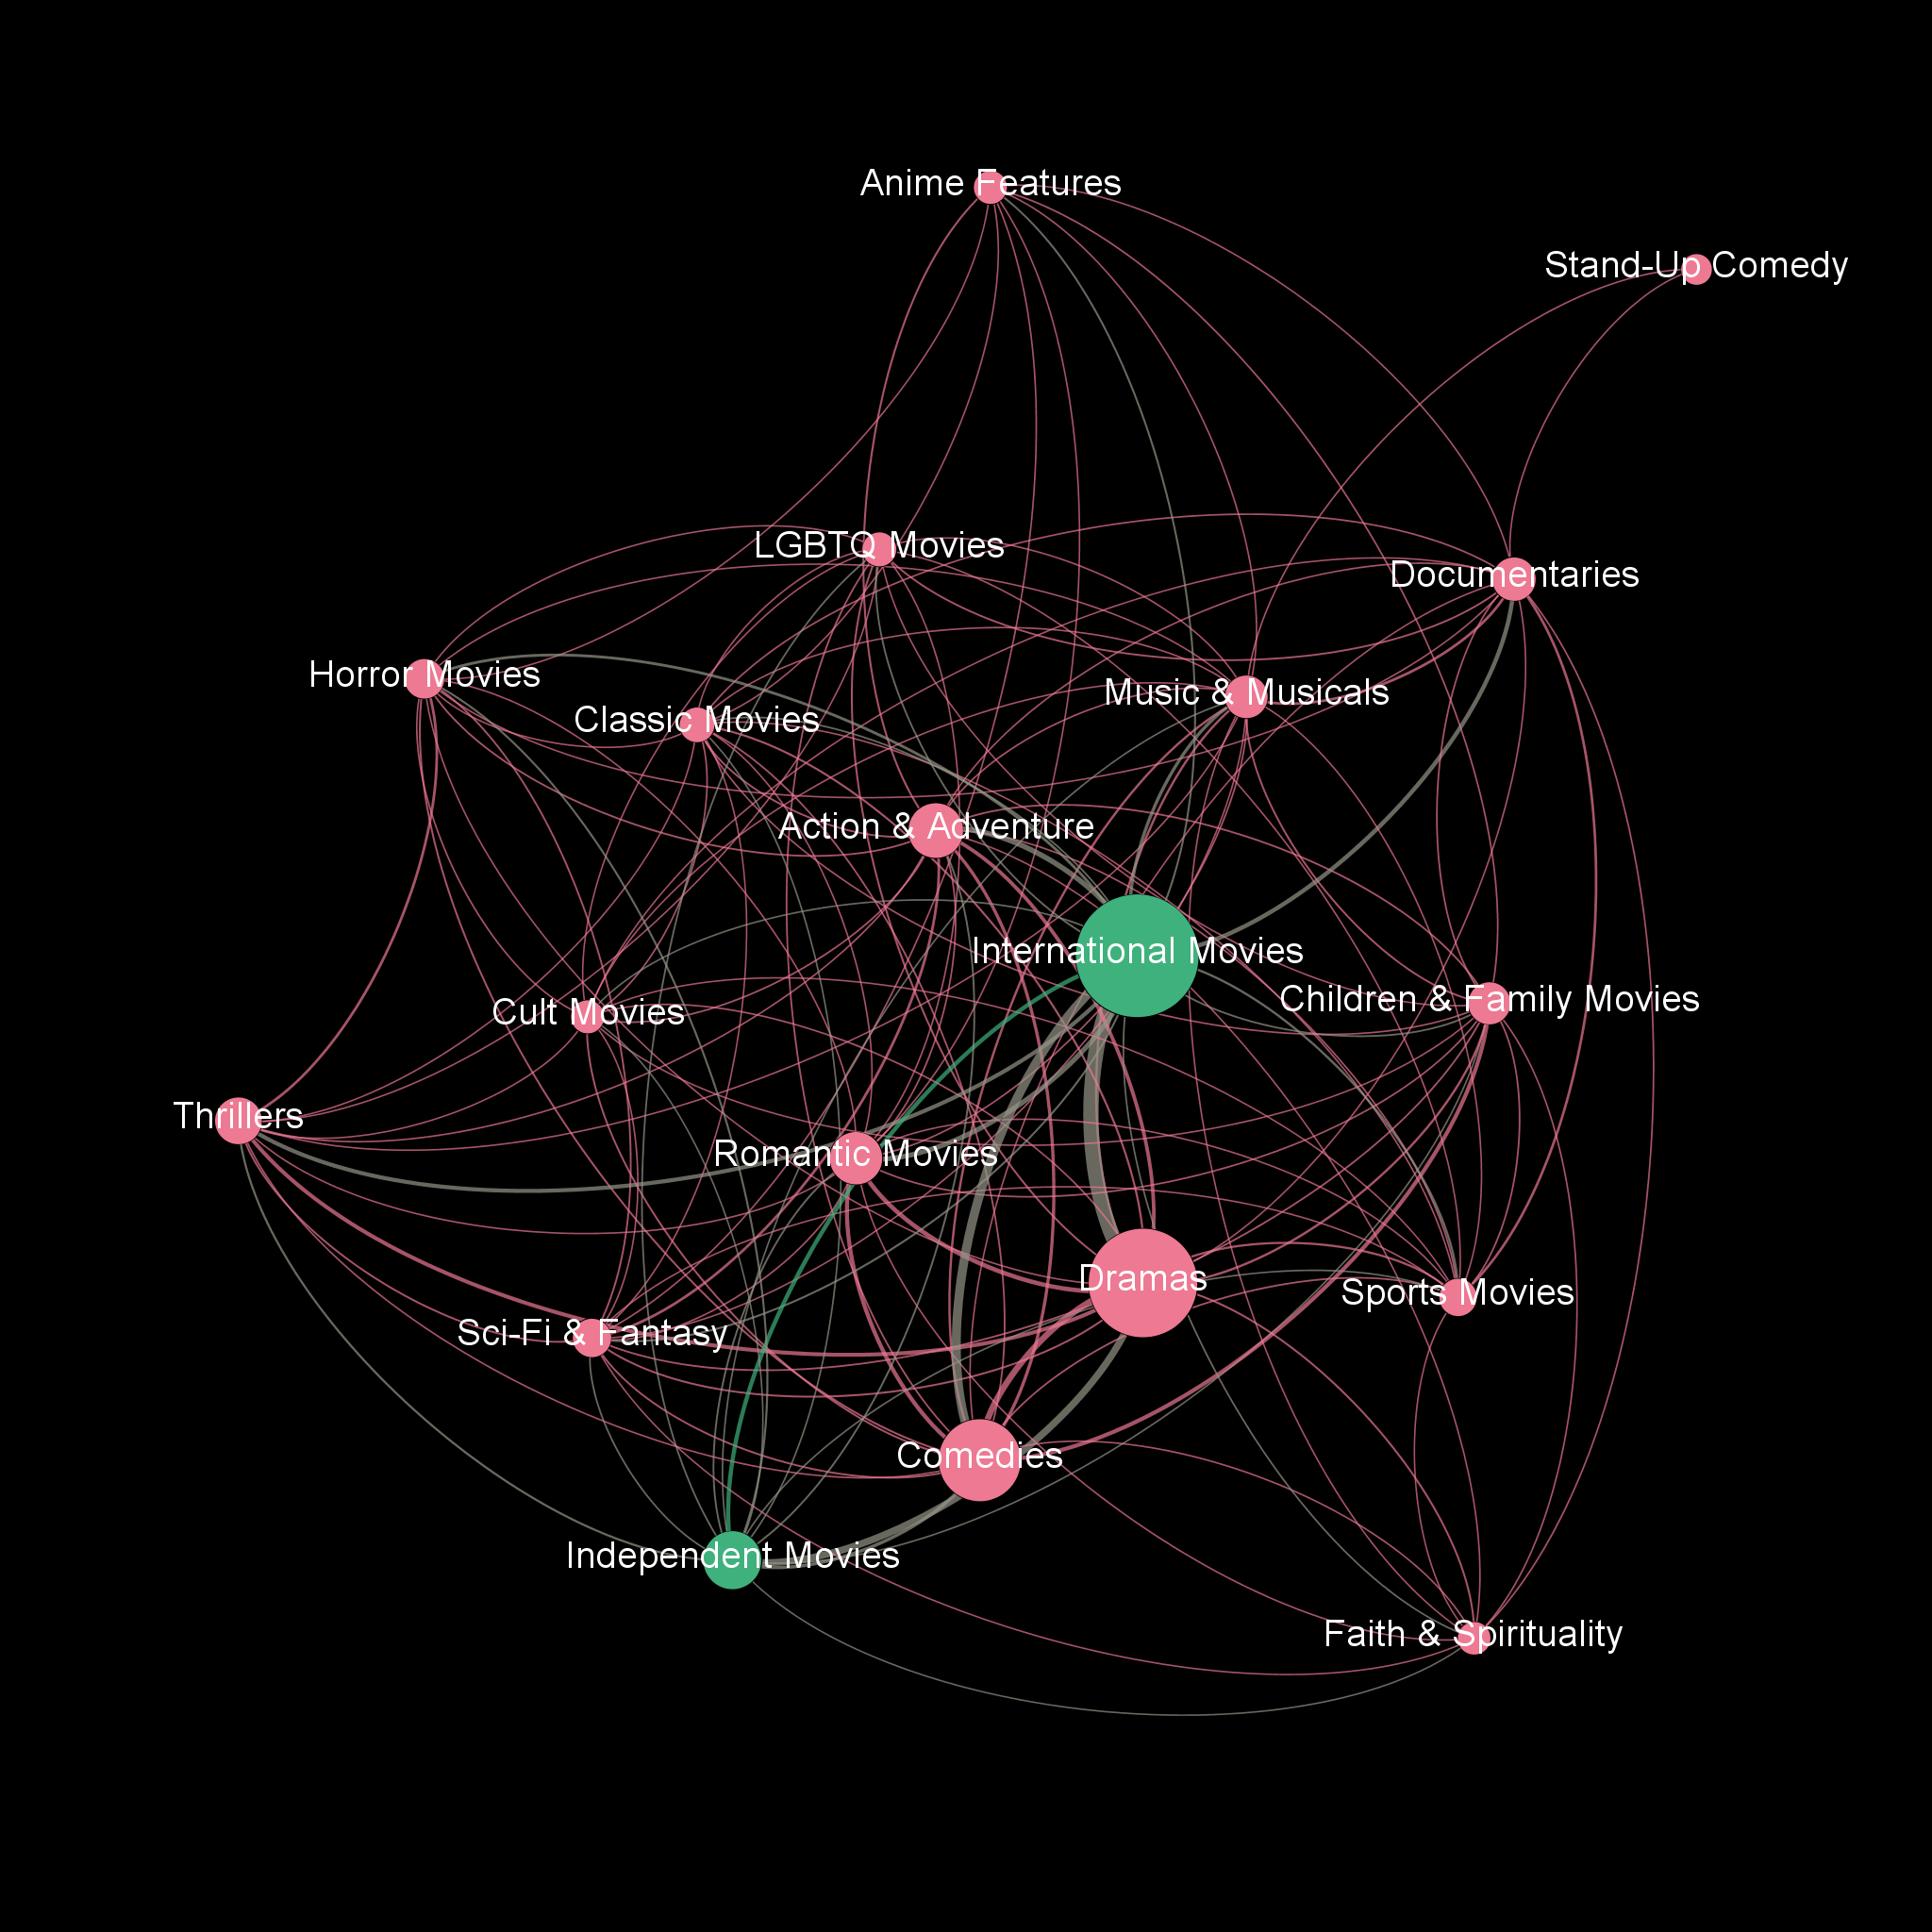 Anime Features
Stand-Up Comedy
LGBTQ Movies
Documentaries
Horror Movies
Music & Musicals
Classic Movies
Action & Adventure
International Movies
Children & Family Movies
Cult Movies
Thrillers
Romantic Movies
Dramas
Sports Movies
Sci-Fi & Fantasy
Comedies
Independent Movies
Faith & Spirituality